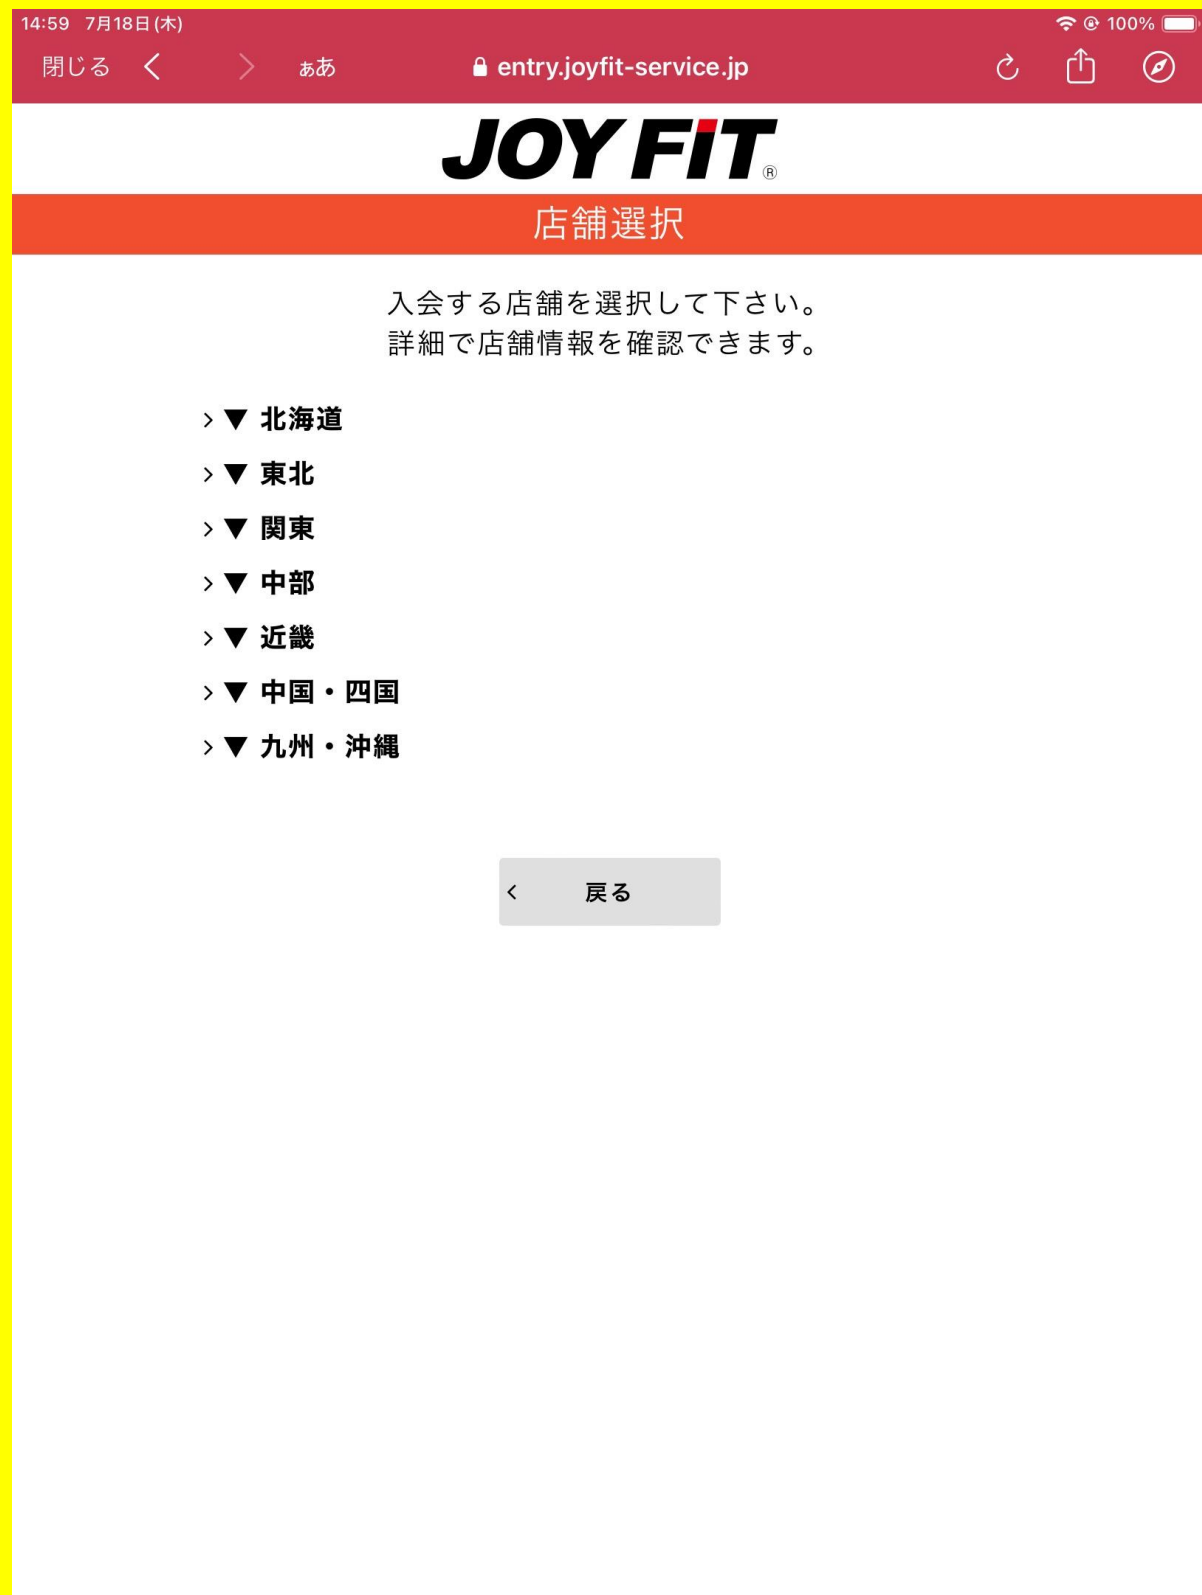 14:59 7月18日(木) 100%
閉じる ぁあ entry.joyfit-service.jp
JOY FiT®
店舗選択
入会する店舗を選択して下さい。
詳細で店舗情報を確認できます。
> ▼ 北海道
> ▼ 東北
> ▼ 関東
> ▼ 中部
> ▼ 近畿
> ▼ 中国・四国
> ▼ 九州・沖縄
< 戻る